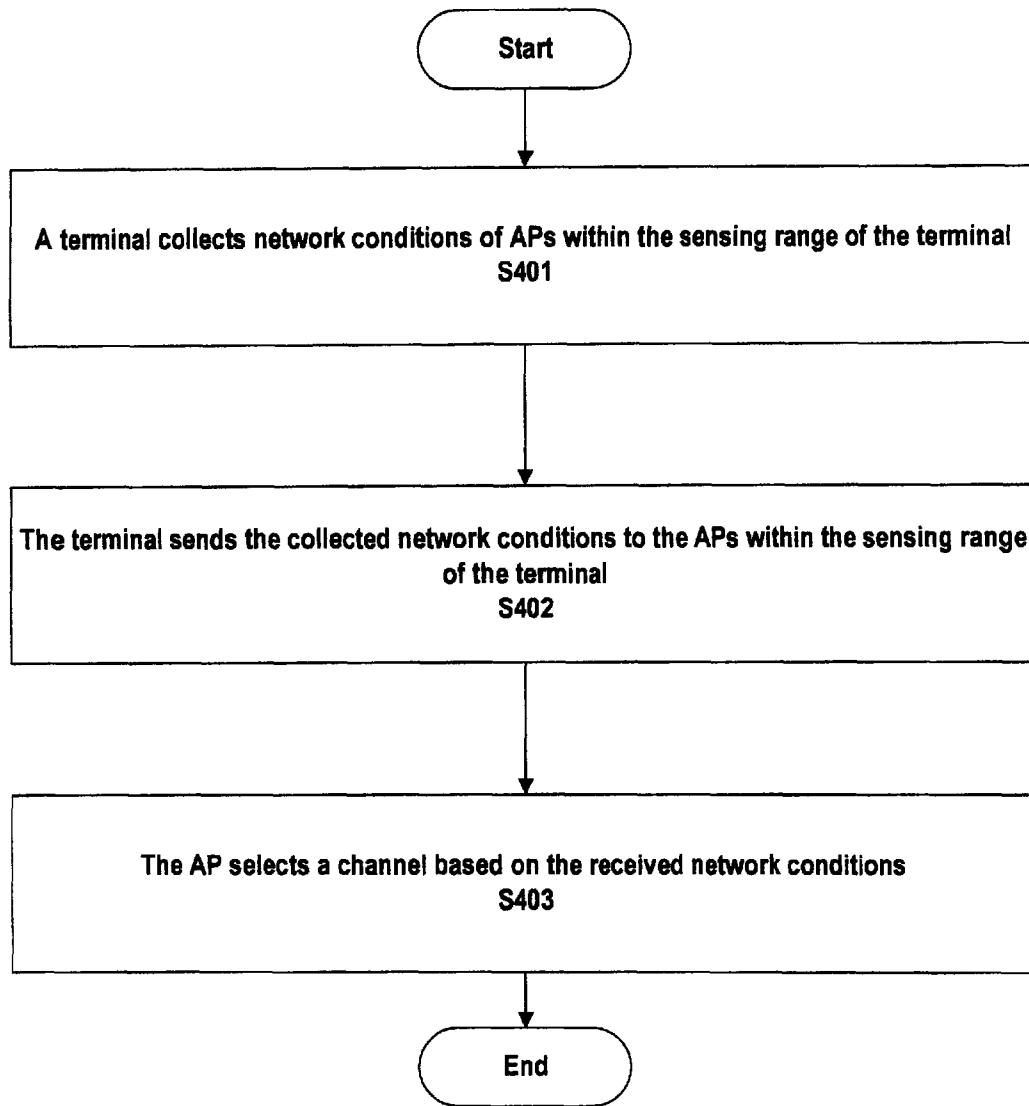 Start
A terminal collects network conditions of APs within the sensing range of the terminal
S401
The terminal sends the collected network conditions to the APs within the sensing range
of the terminal
S402
The AP selects a channel based on the received network conditions
S403
End